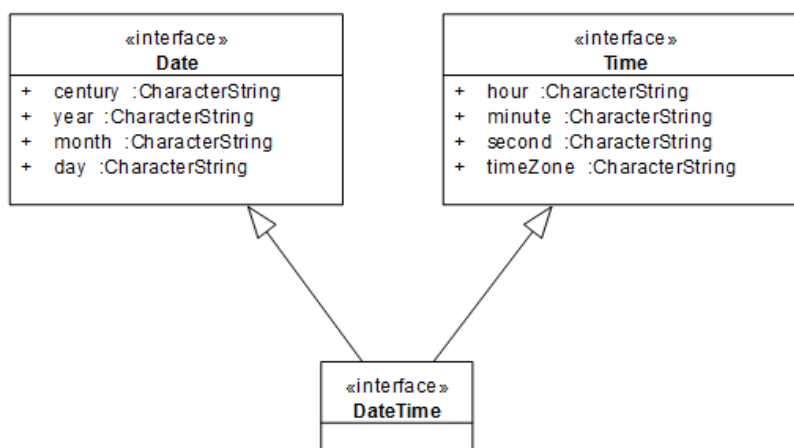 «interface»
Date
+ century :CharacterString
+ year :CharacterString
+ month :CharacterString
+ day :CharacterString
«interface»
Time
+ hour :CharacterString
+ minute :CharacterString
+ second :CharacterString
+ timeZone :CharacterString
«interface»
DateTime